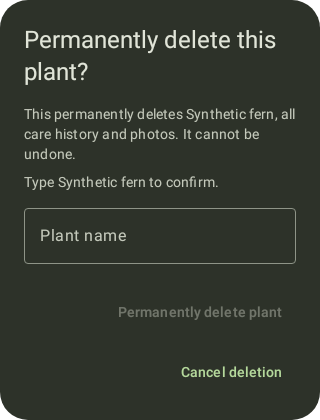 Permanently delete this
plant?
This permanently deletes Synthetic fern, all
care history and photos. It cannot be
undone.
Type Synthetic fern to confirm.
Plant name
Permanently delete plant
Cancel deletion